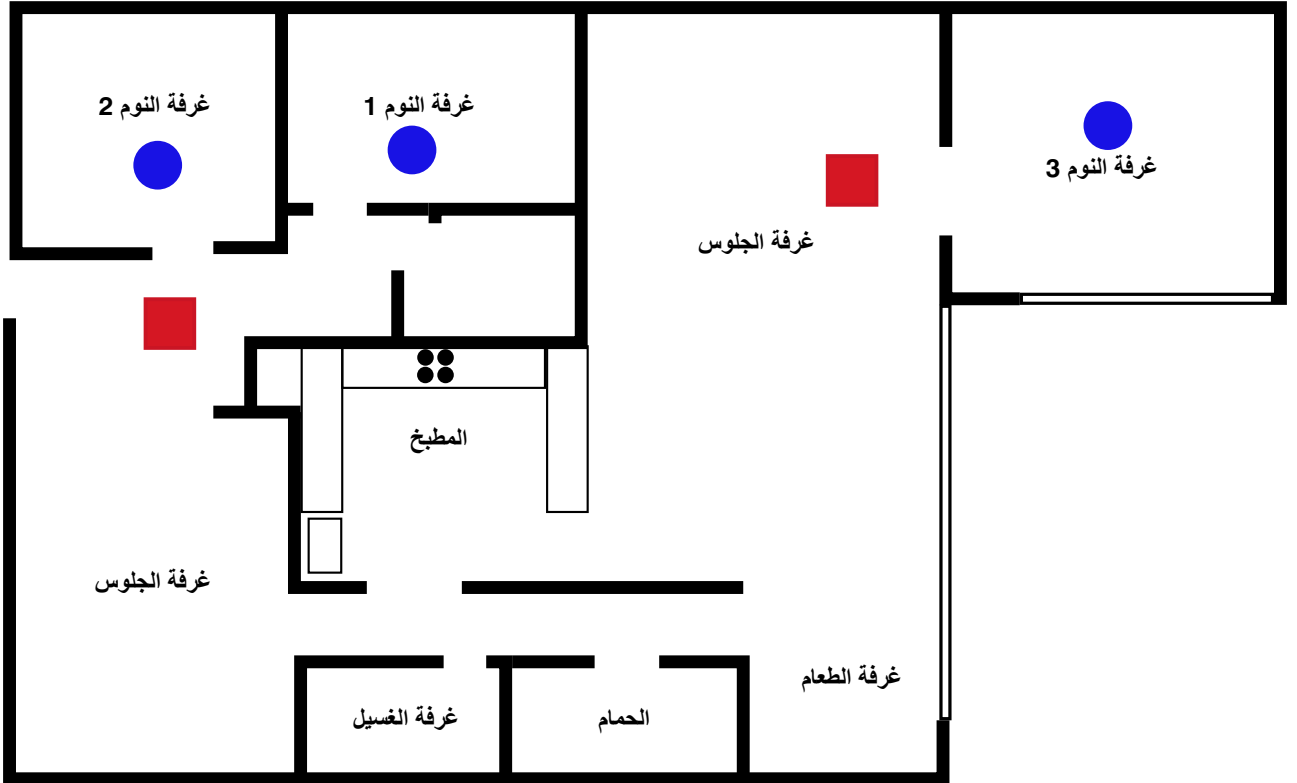 غرفة النوم 1
غرفة النوم 2
غرفة النوم 3
غرفة الجلوس
المطبخ
غرفة الجلوس
غرفة الطعام
الحمام
غرفة الغسيل